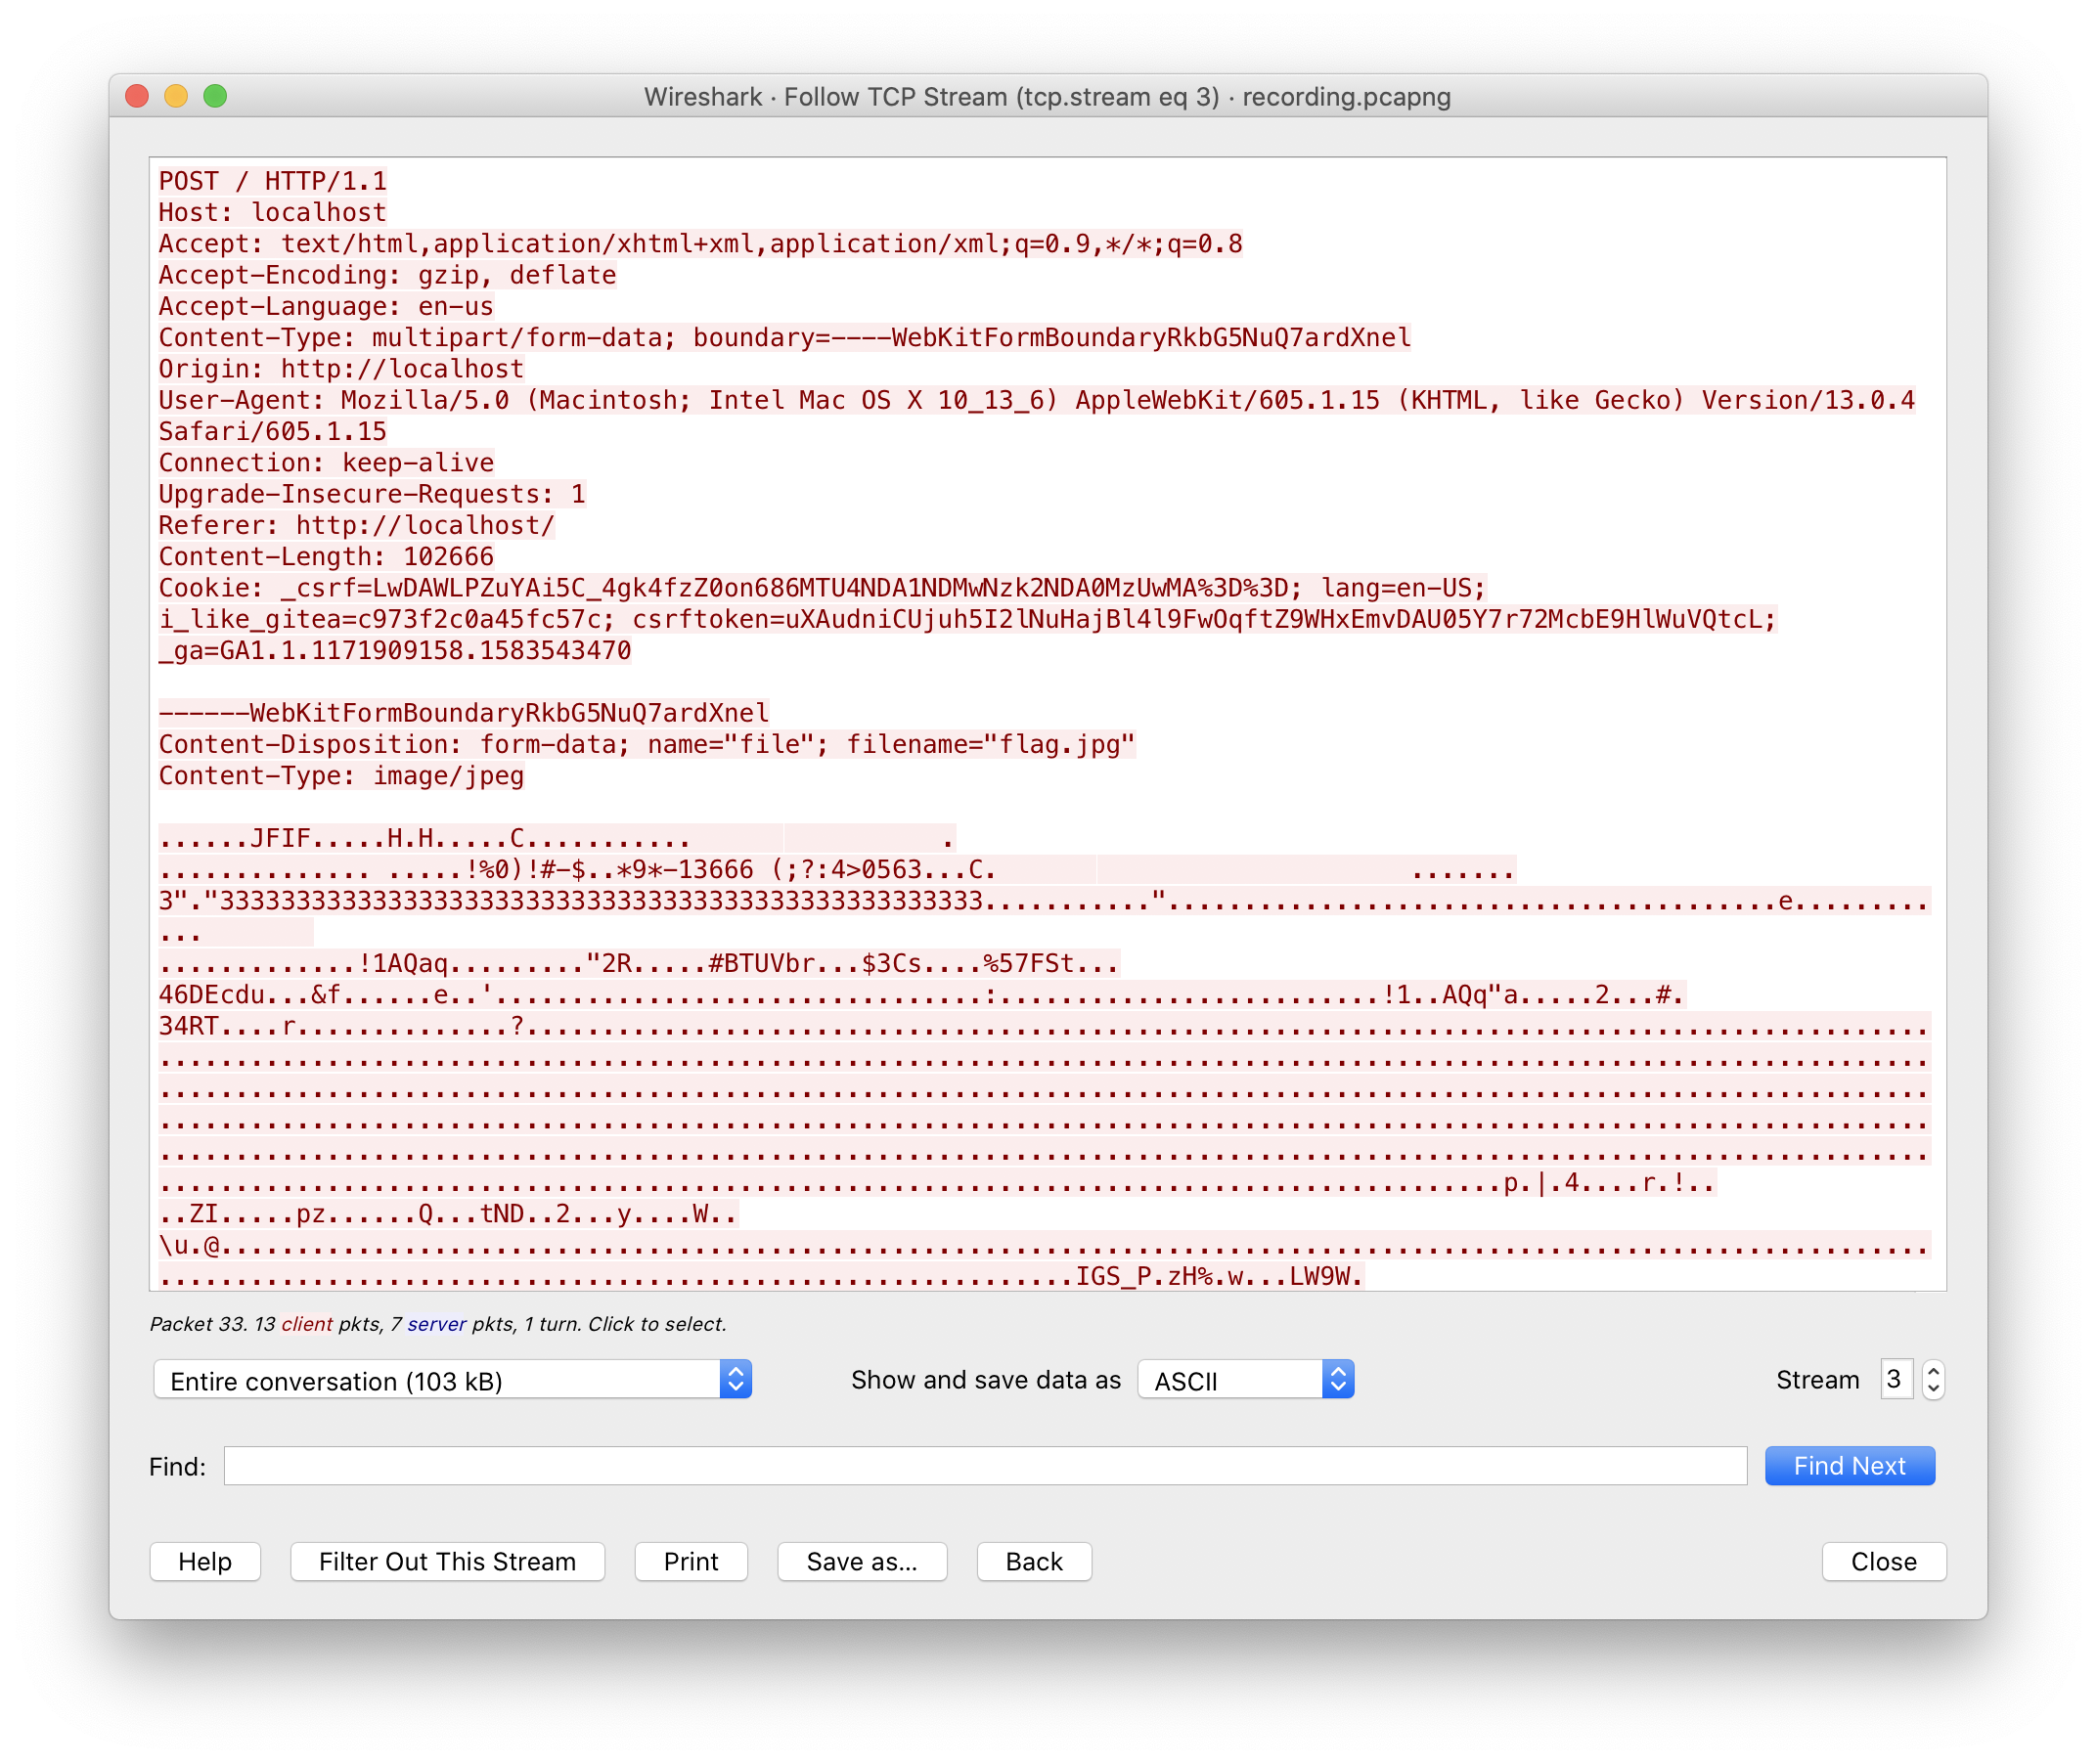 Wireshark · Follow TCP Stream (tcp.stream eq 3) · recording.pcapng
POST / HTTP/1.1
Host: localhost
Accept: text/html,application/xhtml+xml,application/xml;q=0.9,*/*;q=0.8
Accept-Encoding: gzip, deflate
Accept-Language: en-us
Content-Type: multipart/form-data; boundary=----WebKitFormBoundaryRkbG5NuQ7ardXnel
Origin: http://localhost
User-Agent: Mozilla/5.0 (Macintosh; Intel Mac OS X 10_13_6) AppleWebKit/605.1.15 (KHTML, like Gecko) Version/13.0.4
Safari/605.1.15
Connection: keep-alive
Upgrade-Insecure-Requests: 1
Referer: http://localhost/
Content-Length: 102666
Cookie: _csrf=LwDAWLPZuYAi5C_4gk4fzZ0on686MTU4NDA1NDMwNzk2NDA0MzUwMA%3D%3D; lang=en-US;
i_like_gitea=c973f2c0a45fc57c; csrftoken=uXAudniCUjuh5I2lNuHajBl4l9FwOqftZ9WHxEmvDAU05Y7r72McbE9HlWuVQtcL;
_ga=GA1.1.1171909158.1583543470
------WebKitFormBoundaryRkbG5NuQ7ardXnel
Content-Disposition: form-data; name="file"; filename="flag.jpg"
Content-Type: image/jpeg
......JFIF.....H.H.....C........... .
.............. .....!%0)!#-$..*9*-13666 (;?:4>0563...C. .......
3"."33333333333333333333333333333333333333333333333333..........."........................................e..........
...
.............!1AQaq........."2R.....#BTUVbr...$3Cs....%57FSt...
46DEcdu...&f......e..'................................:.........................!1..AQq"a.....2...#.
34RT....r..............?............................................................................................
....................................................................................................................
....................................................................................................................
....................................................................................................................
....................................................................................................................
........................................................................................p.|.4....r.!..
..ZI.....pz......Q...tND..2...y....W..
\u.@................................................................................................................
............................................................IGS_P.zH%.w...LW9W.
Packet 33. 13 client pkts, 7 server pkts, 1 turn. Click to select.
Entire conversation (103 kB) Show and save data as ASCII Stream 3
Find: Find Next
Help Filter Out This Stream Print Save as... Back Close